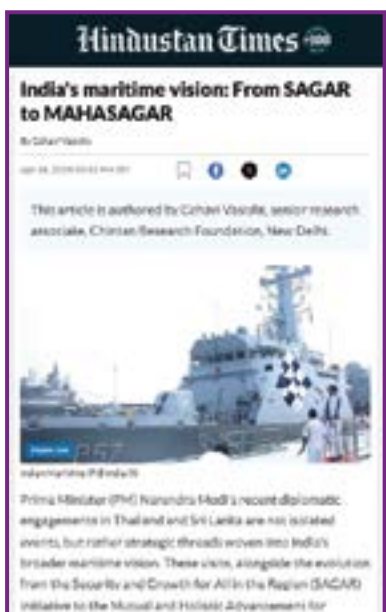 Hindustan Times
India's maritime vision: From SAGAR
to MAHASAGAR
By
This article is authored by Vasisht, senior research
associate, Chintan Research Foundation, New Delhi.
P57
Prime Minister (PM) Narendra Modi's recent diplomatic
engagements in Thailand and Sri Lanka are not isolated
events, but rather strategic threads woven into India's
broader maritime vision. These visits, alongside the evolution
from the Security and Growth for All in the Region (SAGAR)
initiative to the Mutual and Holistic Advancement for